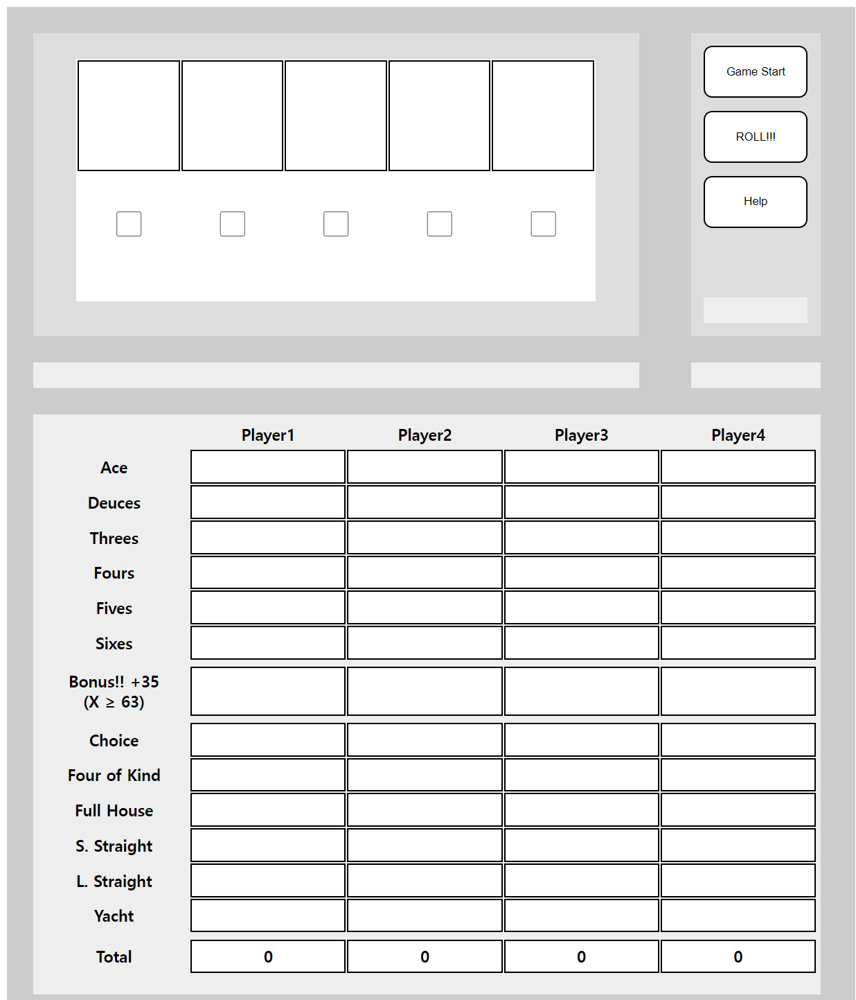 Game Start
ROLL!!!
Help
Player1 Player2 Player3 Player4
Ace
Deuces
Threes
Fours
Fives
Sixes
Bonus!! +35
(X ≥ 63)
Choice
Four of Kind
Full House
S. Straight
L. Straight
Yacht
Total 0 0 0 0